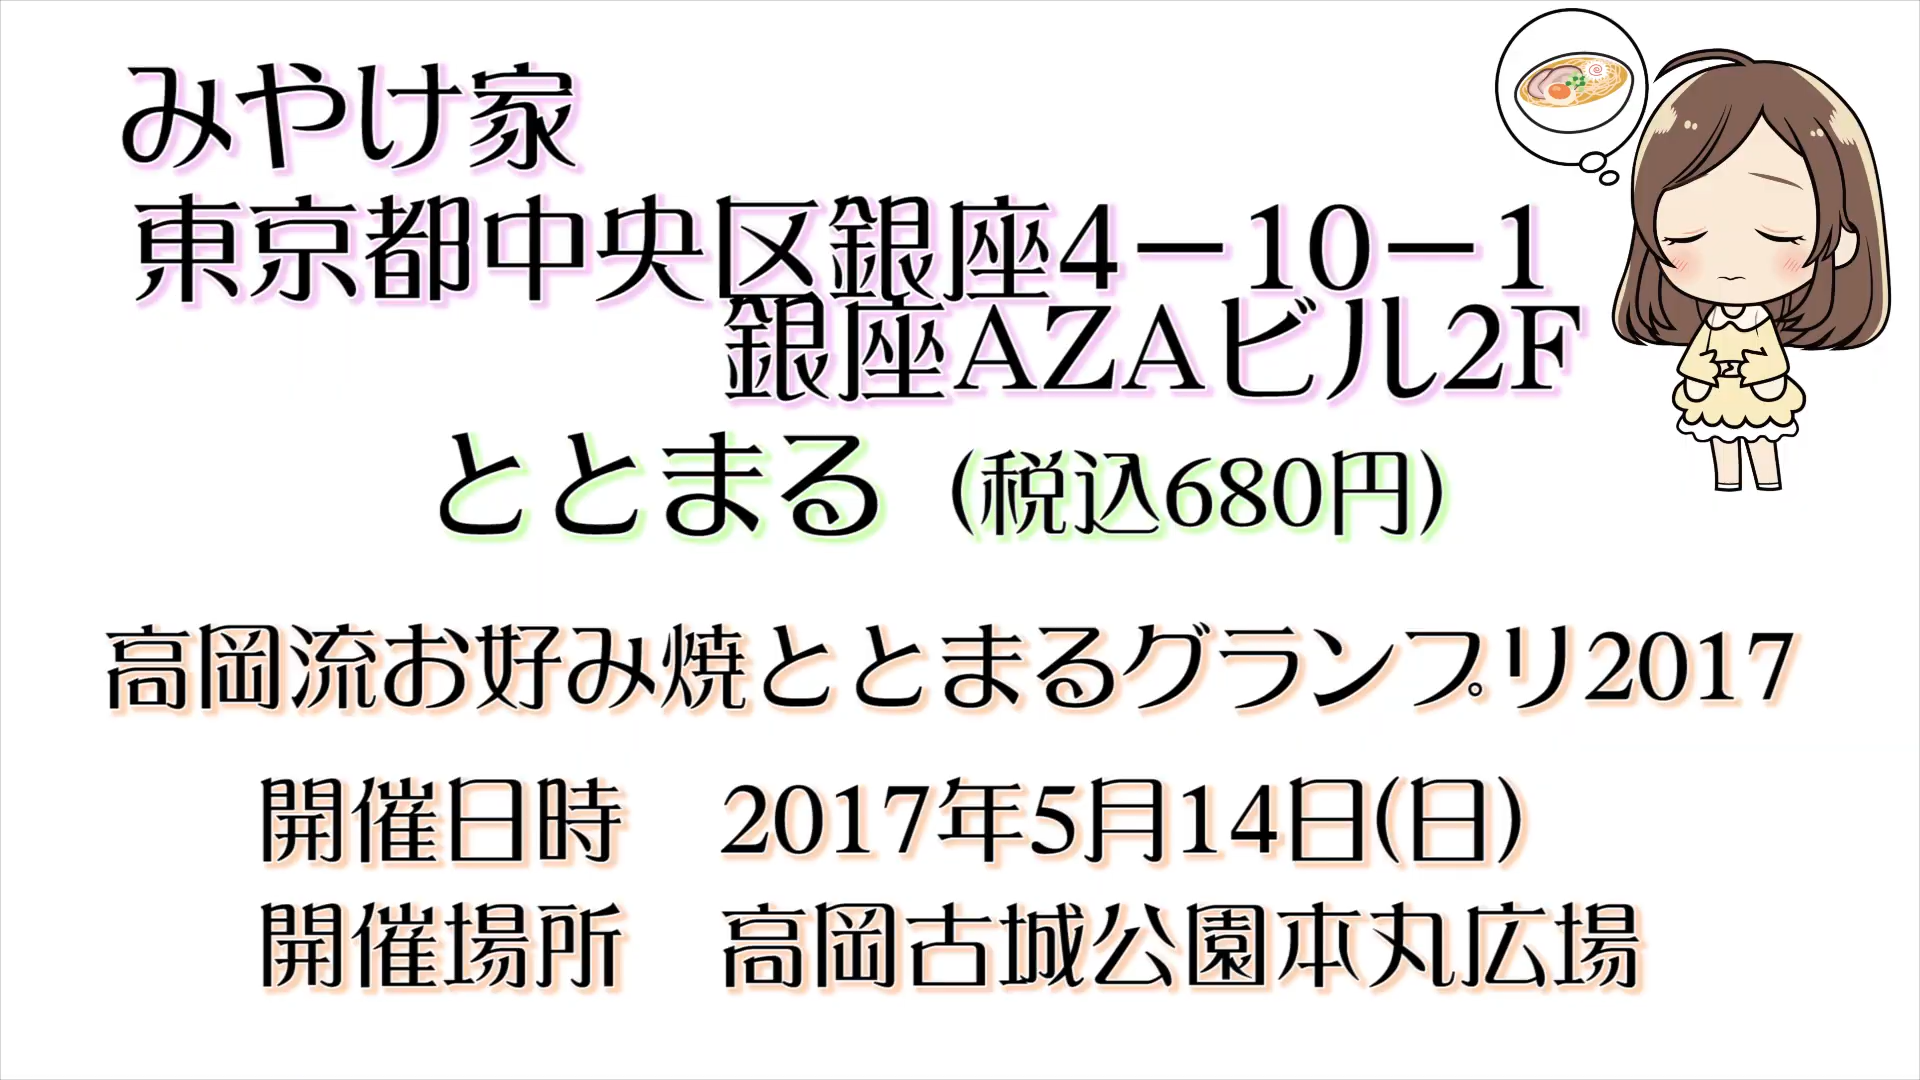 みやけ家
東京都中央区銀座4－10－1
銀座AZAビル2F
ととまる (税込680円)
高岡流お好み焼ととまるグランプリ2017
開催日時　2017年5月14日(日)
開催場所　高岡古城公園本丸広場